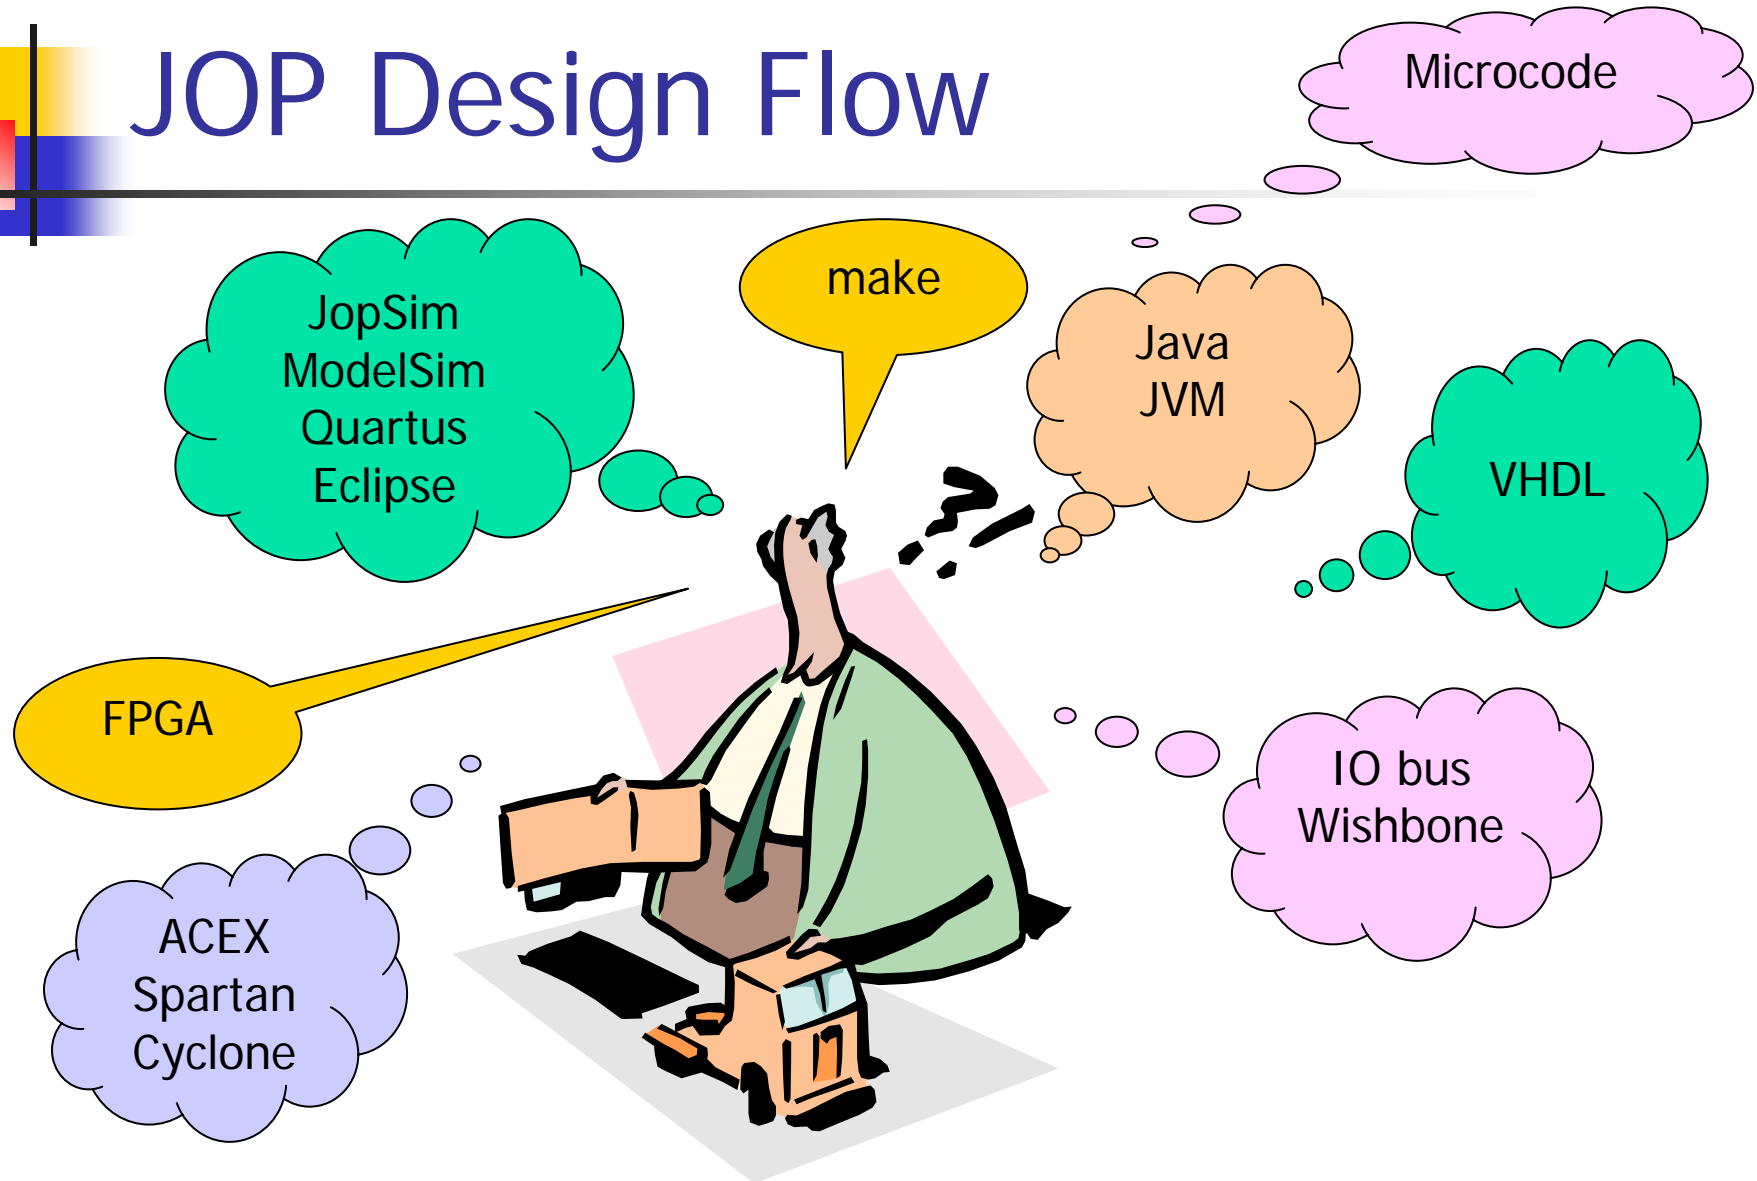 JOP Design Flow
Microcode
make
JopSim
ModelSim
Quartus
Eclipse
Java
JVM
VHDL
FPGA
IO bus
Wishbone
ACEX
Spartan
Cyclone